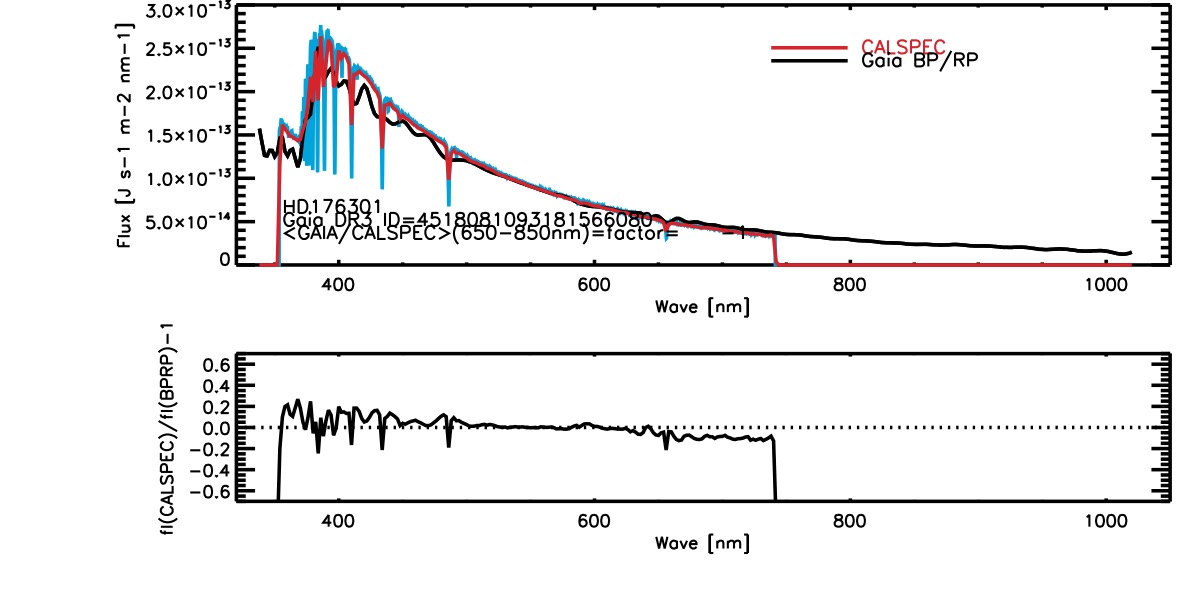 3.0×10−13
2.5×10−13
2.0×10−13
1.5×10−13
1.0×10−13
5.0×10−14
0
Flux [J s−1 m−2 nm−1]
CALSPEC
Gaia BP/RP
HD176301
Gaia DR3 ID=4518081093181566080
<GAIA/CALSPEC>(650−850nm)=factor= −1
400 600 800 1000
Wave [nm]
0.6
0.4
0.2
0.0
−0.2
−0.4
−0.6
fl(CALSPEC)/fl(BPRP)−1
400 600 800 1000
Wave [nm]